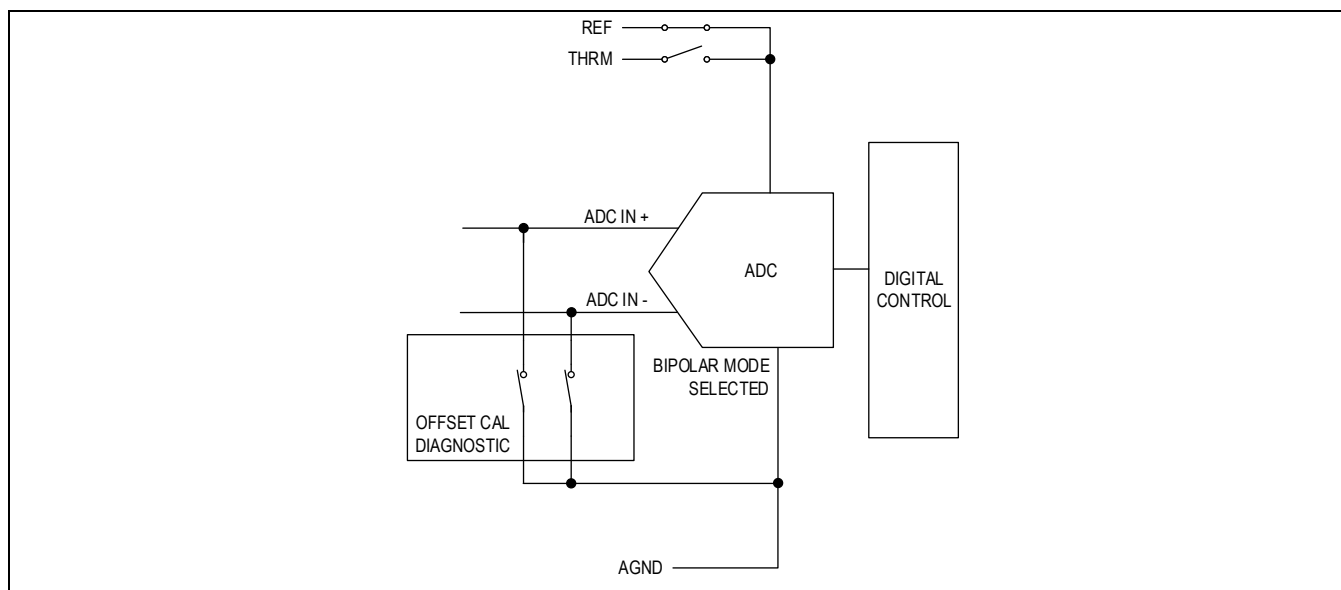 REF
THRM
ADC IN +
ADC
DIGITAL
CONTROL
ADC IN -
BIPOLAR MODE
SELECTED
OFFSET CAL
DIAGNOSTIC
AGND